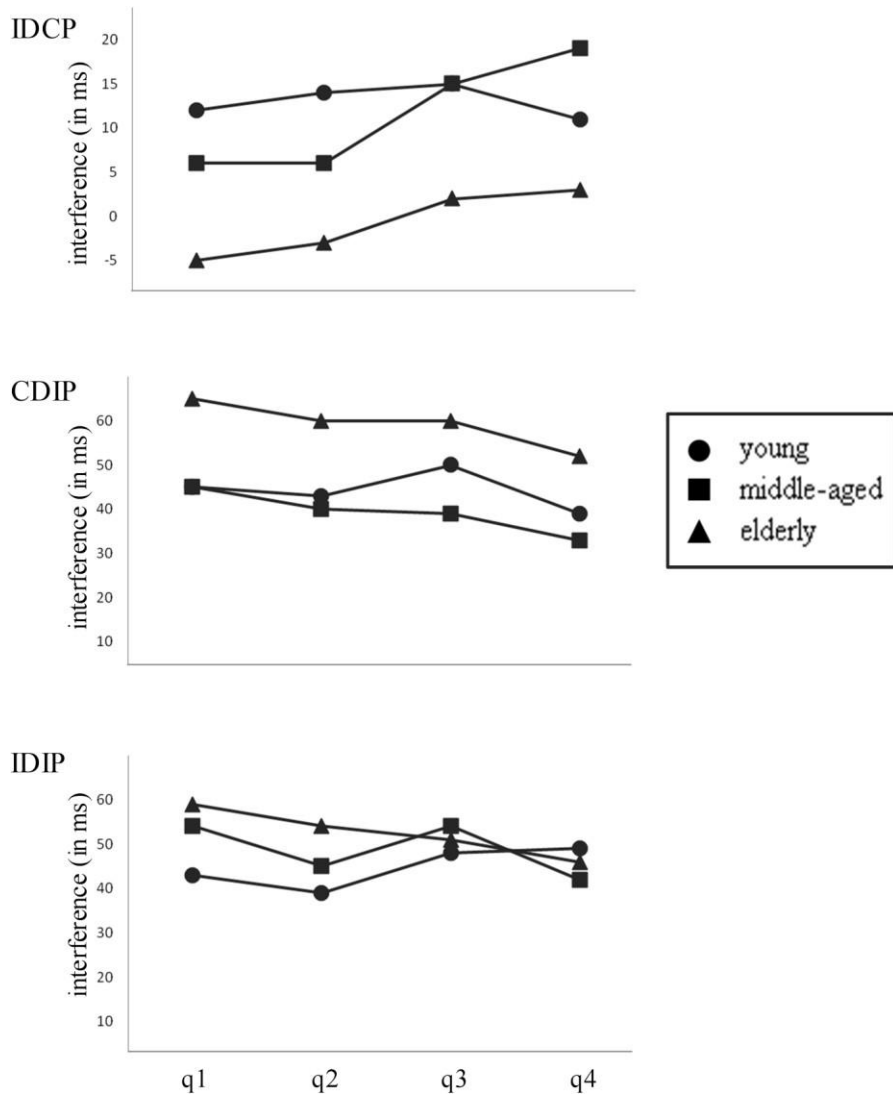 IDCP
interference (in ms)
20
15
10
5
0
-5
CDIP
interference (in ms)
60
50
40
30
20
10
young
middle-aged
elderly
IDIP
interference (in ms)
60
50
40
30
20
10
q1 q2 q3 q4